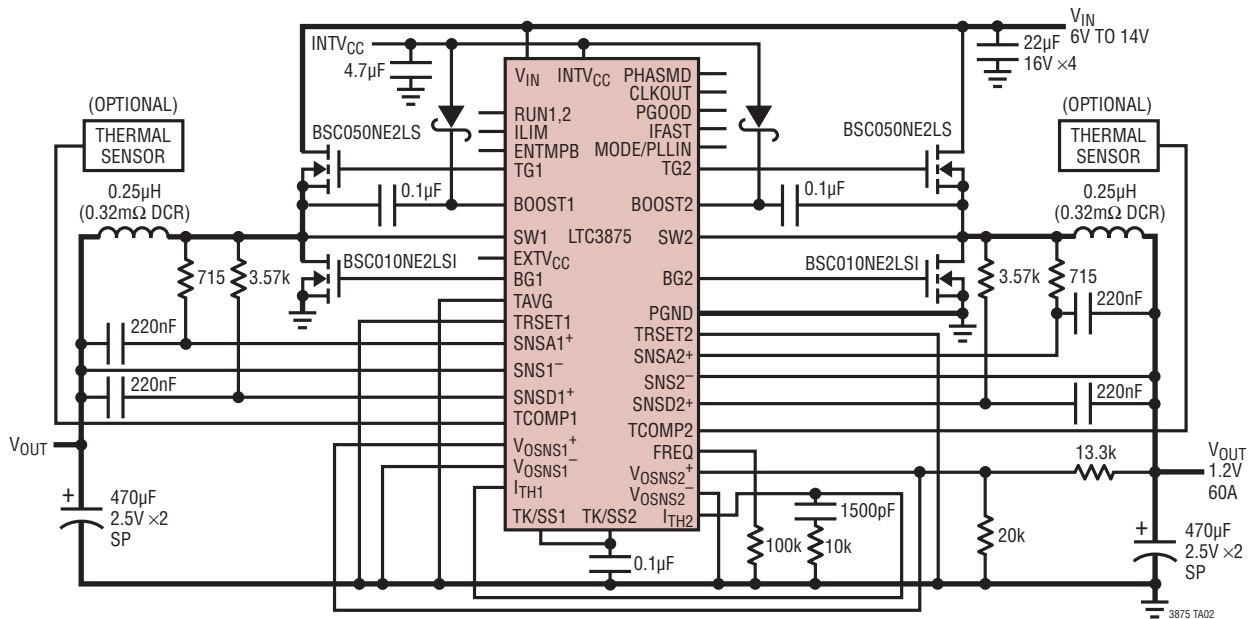 V_IN
6V TO 14V
22µF
16V ×4
INTV_CC
4.7µF
V_IN
INTV_CC
PHASMD
CLKOUT
PGOOD
IFAST
MODE/PLLIN
RUN1,2
ILIM
ENTMPB
(OPTIONAL)
THERMAL
SENSOR
BSC050NE2LS
TG1
TG2
BSC050NE2LS
(OPTIONAL)
THERMAL
SENSOR
0.25µH
(0.32mΩ DCR)
0.1µF
BOOST1
BOOST2
0.1µF
0.25µH
(0.32mΩ DCR)
SW1
LTC3875
SW2
715
3.57k
BSC010NE2LSI
EXTV_CC
BG1
BG2
BSC010NE2LSI
3.57k
715
TAVG
PGND
220nF
TRSET1
TRSET2
220nF
SNSA1+
SNSA2+
SNS1–
SNS2–
220nF
SNSD1+
SNSD2+
220nF
TCOMP1
TCOMP2
V_OUT
V_OSNS1+
FREQ
13.3k
V_OUT
1.2V
60A
V_OSNS1–
V_OSNS2+
I_TH1
V_OSNS2–
+
470µF
2.5V ×2
SP
TK/SS1
TK/SS2
I_TH2
1500pF
100k
10k
20k
+
470µF
2.5V ×2
SP
0.1µF
3875 TA02